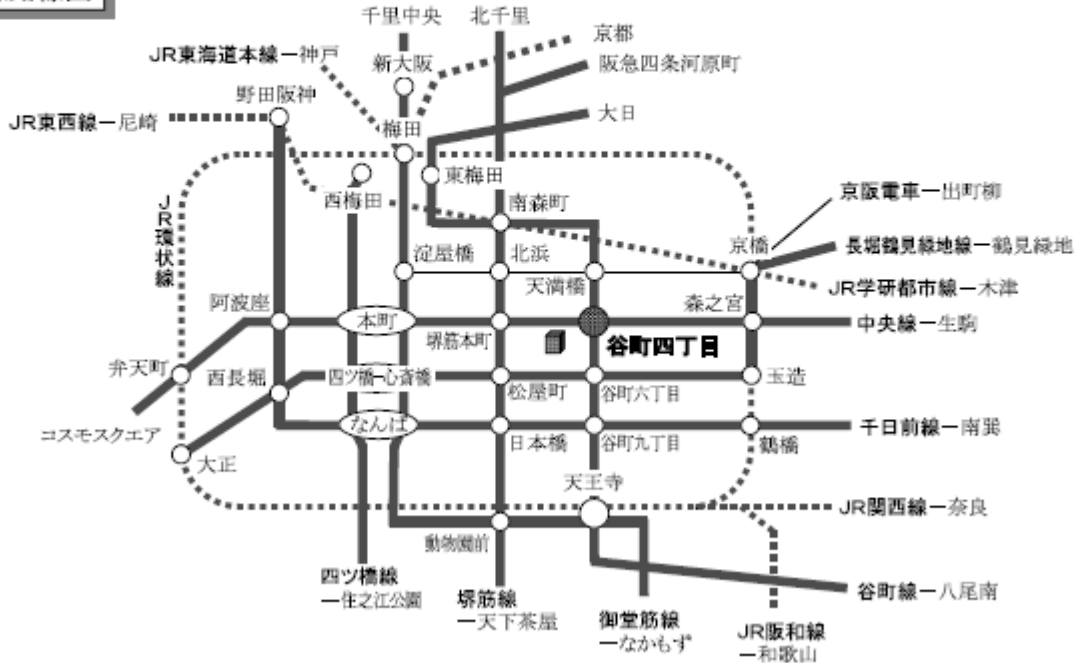 千里中央
北千里
京都
JR東海道本線ー神戸
新大阪
阪急四条河原町
野田阪神
大日
JR東西線ー尼崎
梅田
東梅田
西梅田
南森町
京阪電車ー出町柳
JR環状線
淀屋橋
北浜
京橋
長堀鶴見緑地線ー鶴見緑地
天満橋
JR学研都市線ー木津
阿波座
森之宮
本町
堺筋本町
中央線ー生駒
谷町四丁目
弁天町
西長堀
四ツ橋ー心斎橋
松屋町
谷町六丁目
玉造
コスモスクエア
なんば
日本橋
谷町九丁目
鶴橋
千日前線ー南巽
大正
天王寺
JR関西線ー奈良
動物園前
四ツ橋線
ー住之江公園
堺筋線
ー天下茶屋
御堂筋線
ーなかもず
谷町線ー八尾南
JR阪和線
ー和歌山